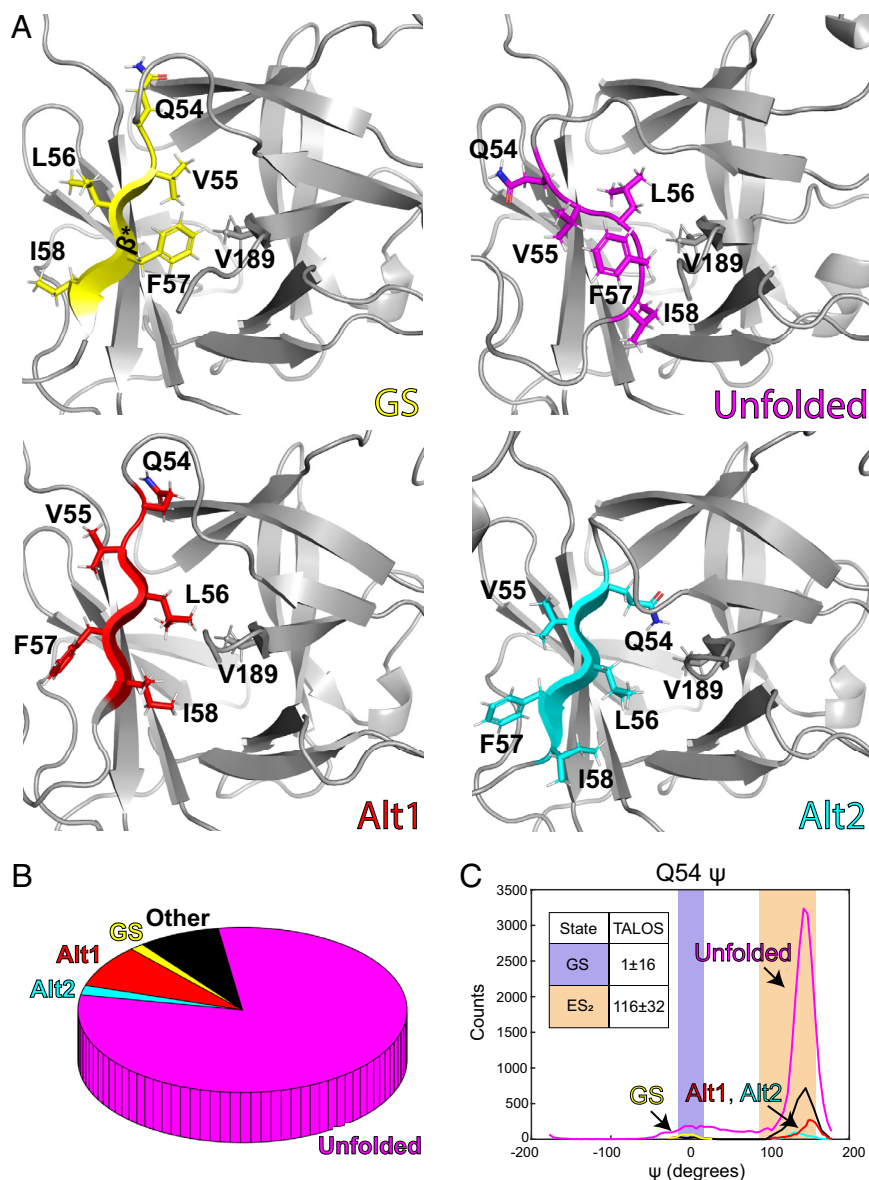 A
Q54
L56
V55
β*
I58
V189
F57
GS
Q54
L56
V55
V189
F57
I58
Unfolded
Q54
V55
L56
F57
V189
I58
Alt1
V55
Q54
V189
F57
L56
I58
Alt2
B
Other
GS
Alt1
Alt2
Unfolded
C
Q54 ψ
3500
3000
2500
2000
1500
1000
500
0
Counts
State TALOS
GS 1±16
ES₂ 116±32
Unfolded
GS
Alt1, Alt2
-200 -100 0 100 200
ψ (degrees)